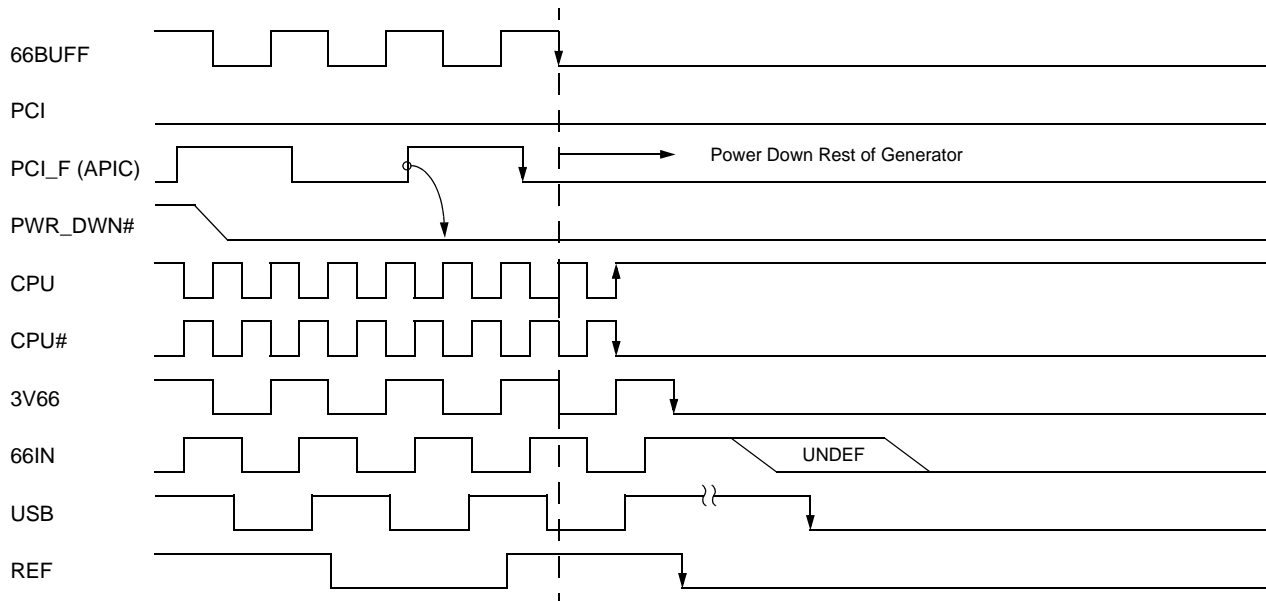 66BUFF
PCI
PCI_F (APIC)
Power Down Rest of Generator
PWR_DWN#
CPU
CPU#
3V66
66IN
UNDEF
USB
REF